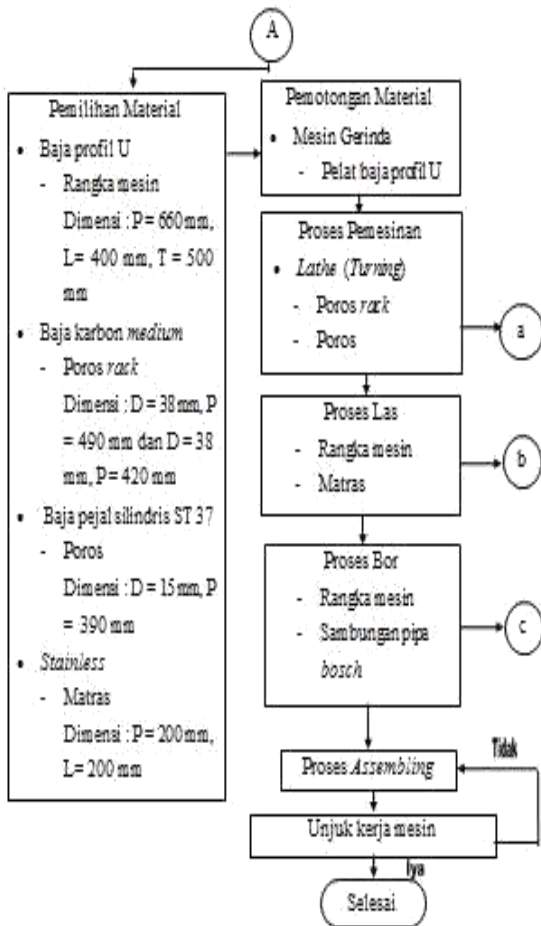 A
Pemilihan Material
• Baja profil U
- Rangka mesin
Dimensi : P = 660 mm,
L= 400 mm, T = 500
mm
• Baja karbon medium
- Poros rack
Dimensi : D = 38 mm, P
= 490 mm dan D = 38
mm, P = 420 mm
• Baja pejal silindris ST 37
- Poros
Dimensi : D = 15 mm, P
= 390 mm
• Stainless
- Matras
Dimensi : P = 200 mm,
L= 200 mm
Pemotongan Material
• Mesin Gerinda
- Pelat baja profil U
Proses Pemesinan
• Lathe (Turning)
- Poros rack
- Poros
a
Proses Las
- Rangka mesin
- Matras
b
Proses Bor
- Rangka mesin
- Sambungan pipa
bosch
c
Proses Assembling
Tidak
Unjuk kerja mesin
Iya
Selesai